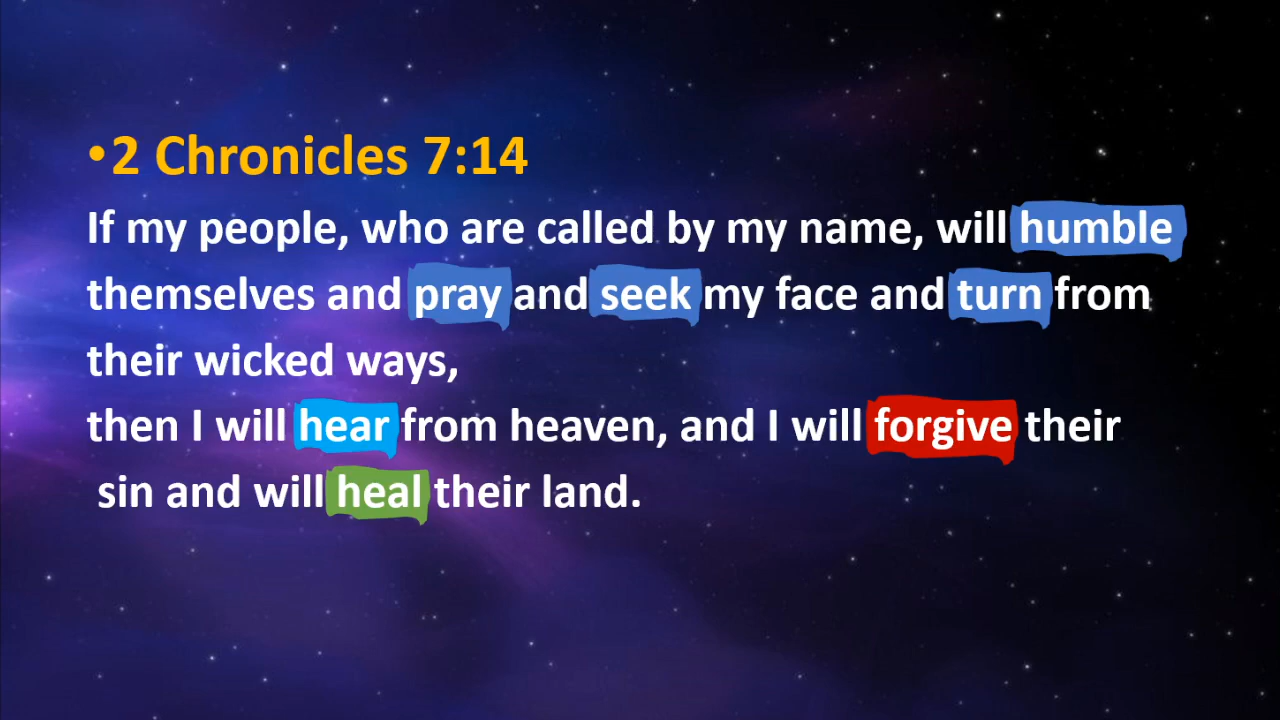 •2 Chronicles 7:14
If my people, who are called by my name, will humble
themselves and pray and seek my face and turn from
their wicked ways,
then I will hear from heaven, and I will forgive their
sin and will heal their land.